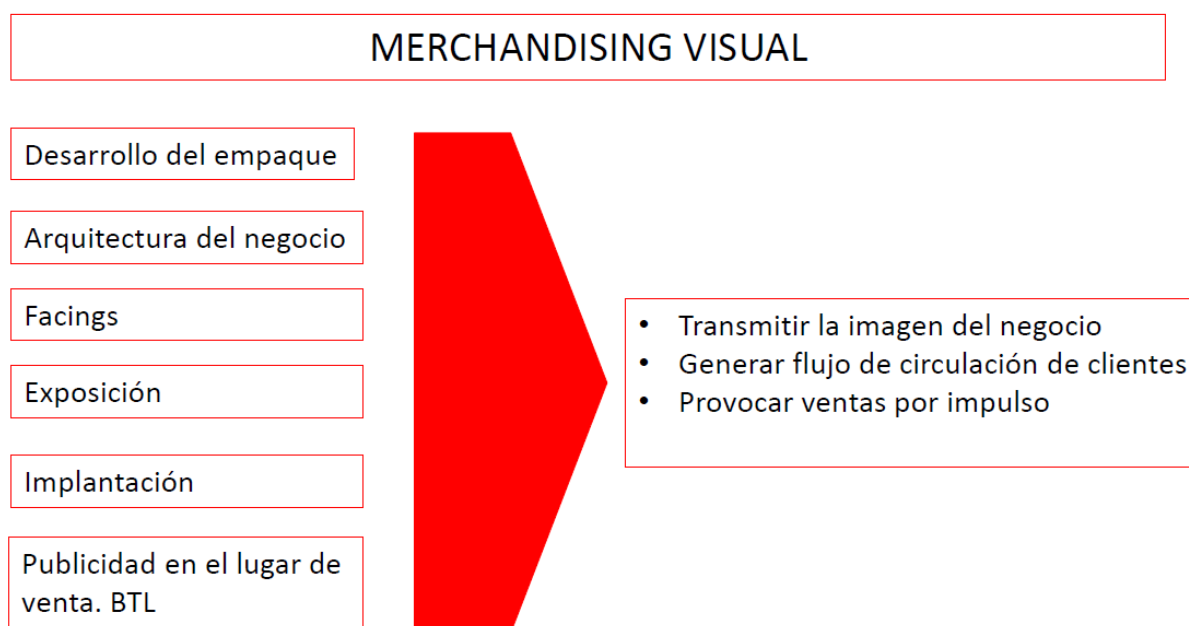 MERCHANDISING VISUAL
Desarrollo del empaque
Arquitectura del negocio
Facings
Exposición
Implantación
Publicidad en el lugar de
venta. BTL
• Transmitir la imagen del negocio
• Generar flujo de circulación de clientes
• Provocar ventas por impulso